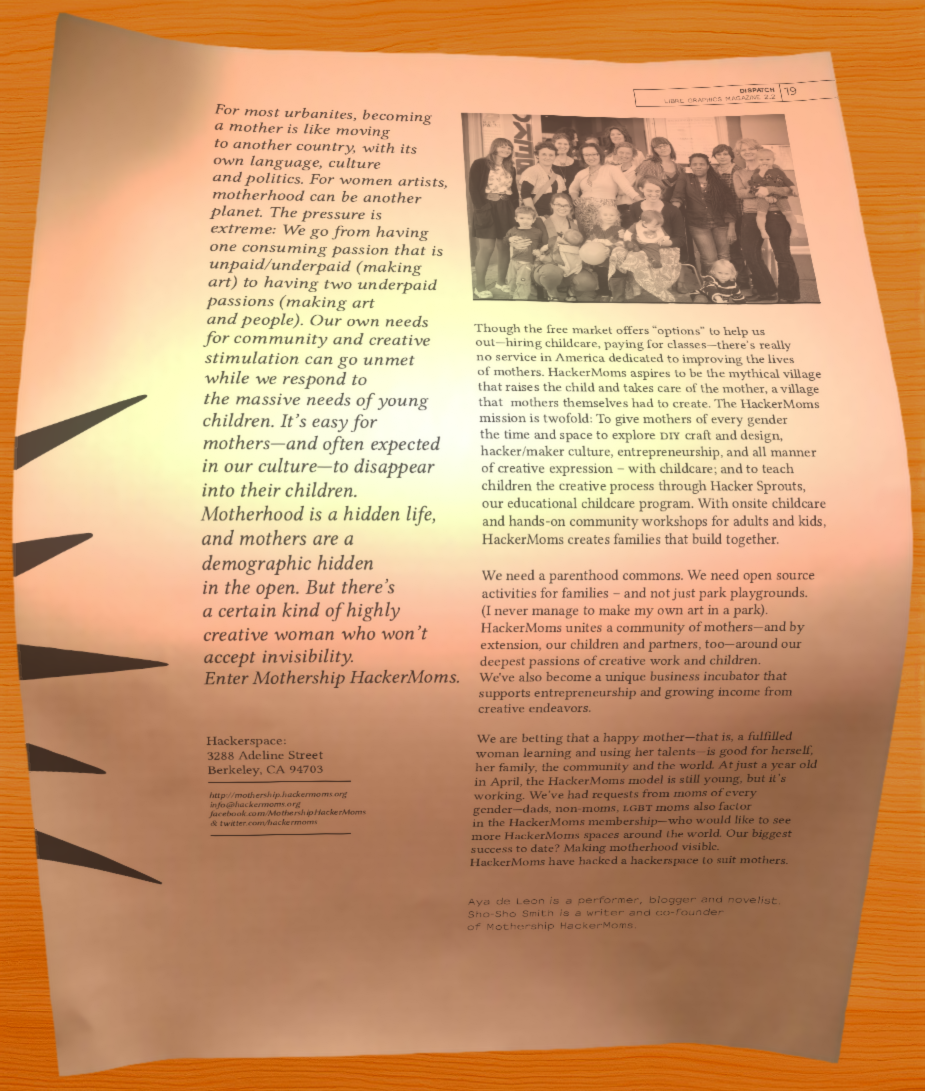 DISPATCH
LIBRE GRAPHICS MAGAZINE 2.2
19
For most urbanites, becoming
a mother is like moving
to another country, with its
own language, culture
and politics. For women artists,
motherhood can be another
planet. The pressure is
extreme: We go from having
one consuming passion that is
unpaid/underpaid (making
art) to having two underpaid
passions (making art
and people). Our own needs
for community and creative
stimulation can go unmet
while we respond to
the massive needs of young
children. It's easy for
mothers—and often expected
in our culture—to disappear
into their children.
Motherhood is a hidden life,
and mothers are a
demographic hidden
in the open. But there's
a certain kind of highly
creative woman who won't
accept invisibility.
Enter Mothership HackerMoms.
Hackerspace:
3288 Adeline Street
Berkeley, CA 94703
http://mothership.hackermoms.org
info@hackermoms.org
facebook.com/MothershipHackerMoms
& twitter.com/hackermoms
Though the free market offers "options" to help us
out—hiring childcare, paying for classes—there's really
no service in America dedicated to improving the lives
of mothers. HackerMoms aspires to be the mythical village
that raises the child and takes care of the mother, a village
that mothers themselves had to create. The HackerMoms
mission is twofold: To give mothers of every gender
the time and space to explore DIY craft and design,
hacker/maker culture, entrepreneurship, and all manner
of creative expression – with childcare; and to teach
children the creative process through Hacker Sprouts,
our educational childcare program. With onsite childcare
and hands-on community workshops for adults and kids,
HackerMoms creates families that build together.
We need a parenthood commons. We need open source
activities for families – and not just park playgrounds.
(I never manage to make my own art in a park).
HackerMoms unites a community of mothers—and by
extension, our children and partners, too—around our
deepest passions of creative work and children.
We've also become a unique business incubator that
supports entrepreneurship and growing income from
creative endeavors.
We are betting that a happy mother—that is, a fulfilled
woman learning and using her talents—is good for herself,
her family, the community and the world. At just a year old
in April, the HackerMoms model is still young, but it's
working. We've had requests from moms of every
gender—dads, non-moms, LGBT moms also factor
in the HackerMoms membership—who would like to see
more HackerMoms spaces around the world. Our biggest
success to date? Making motherhood visible.
HackerMoms have hacked a hackerspace to suit mothers.
Aya de Leon is a performer, blogger and novelist.
Sho-Sho Smith is a writer and co-founder
of Mothership HackerMoms.